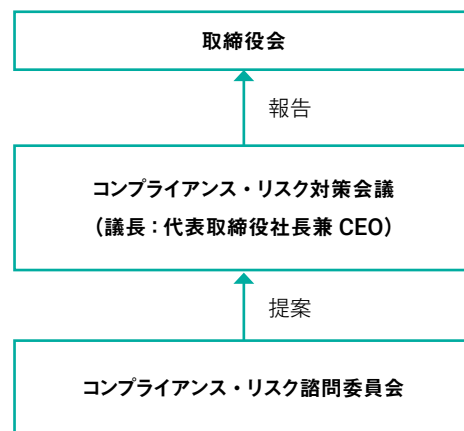 取締役会
報告
コンプライアンス・リスク対策会議
（議長：代表取締役社長兼 CEO）
提案
コンプライアンス・リスク諮問委員会